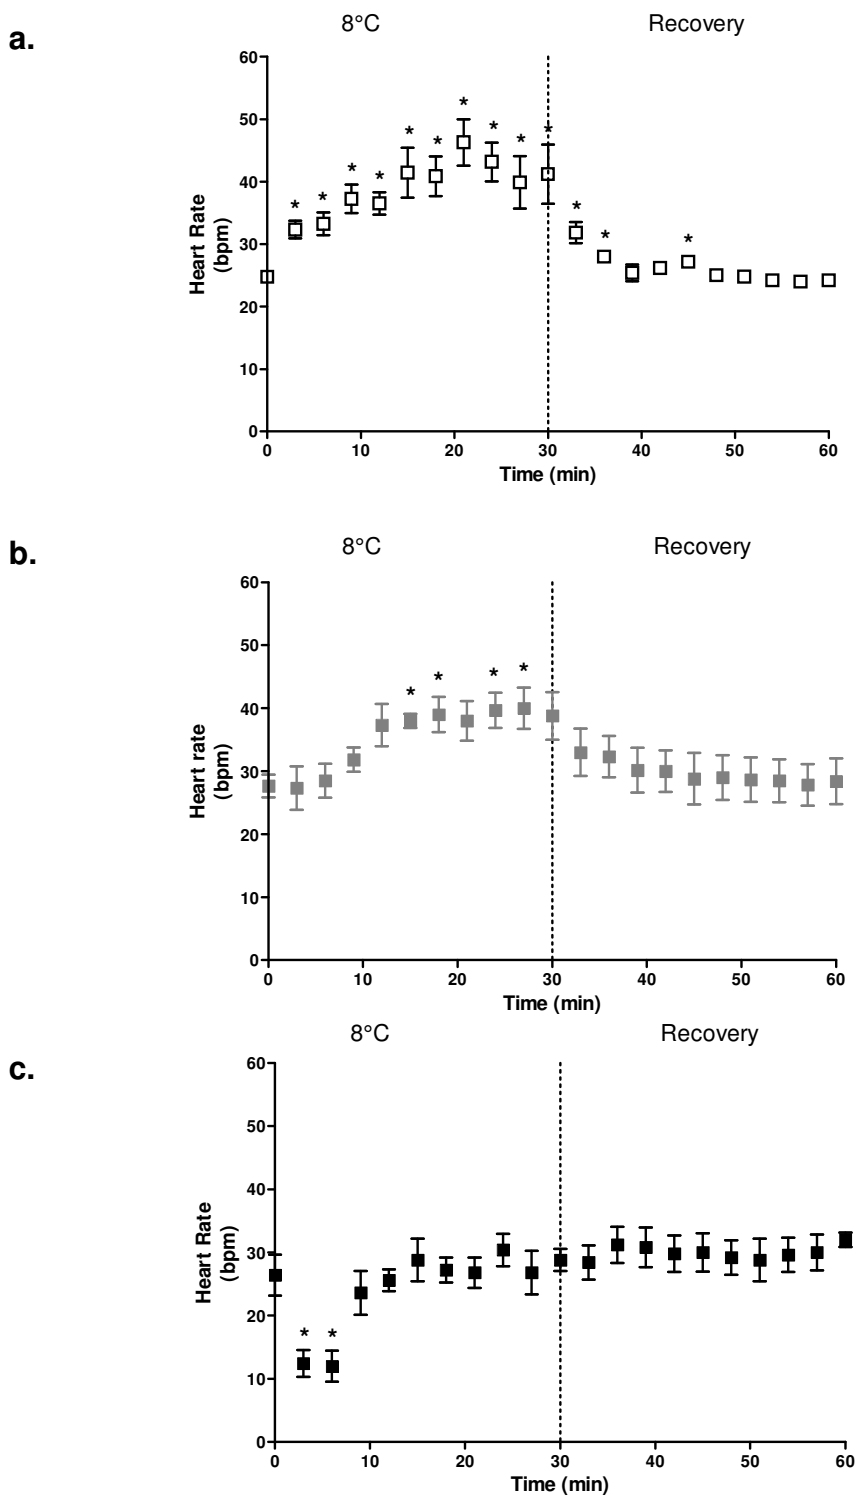 a.
8°C Recovery
60
50
40
30
20
10
0
Heart Rate
(bpm)
* * * * * * * * * * * * *
0 10 20 30 40 50 60
Time (min)
b.
8°C Recovery
60
50
40
30
20
10
0
Heart rate
(bpm)
* * * *
0 10 20 30 40 50 60
Time (min)
c.
8°C Recovery
60
50
40
30
20
10
0
Heart Rate
(bpm)
* *
0 10 20 30 40 50 60
Time (min)